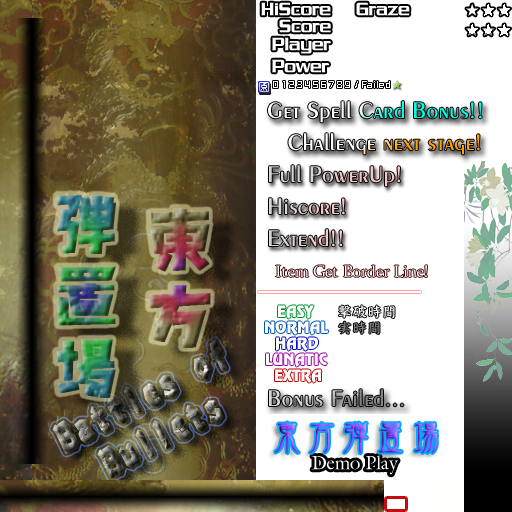 東方
弾置場
Battles of
Bullets
HiScore
Graze
Score
Player
Power
0123456789/Failed
Get Spell Card Bonus!!
Challenge next stage!
Full PowerUp!
Hiscore!
Extend!!
Item Get Border Line!
EASY
撃破時間
NORMAL
実時間
HARD
LUNATIC
EXTRA
Bonus Failed...
東方弾置場
Demo Play